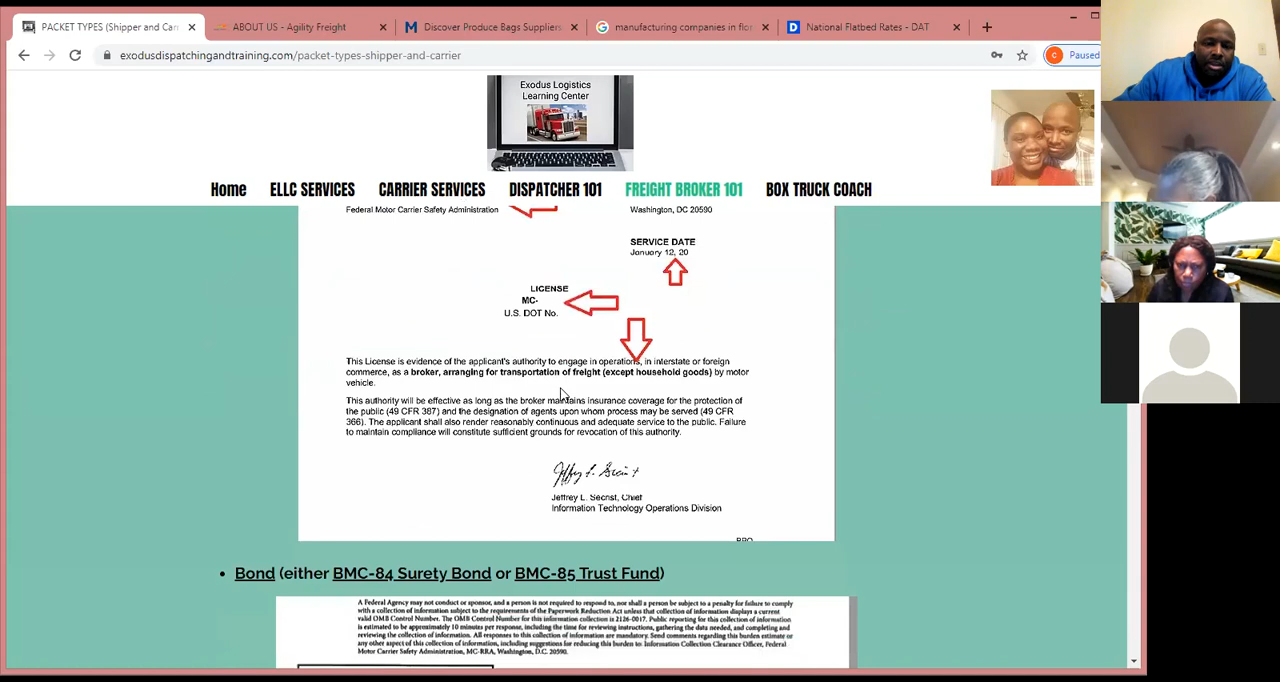 PACKET TYPES (Shipper and Carr
ABOUT US - Agility Freight
Discover Produce Bags Suppliers
manufacturing companies in flor
National Flatbed Rates - DAT
exodusdispatchingandtraining.com/packet-types-shipper-and-carrier
C
Paused
Exodus Logistics
Learning Center
Home
ELLC SERVICES
CARRIER SERVICES
DISPATCHER 101
FREIGHT BROKER 101
BOX TRUCK COACH
Federal Motor Carrier Safety Administration
Washington, DC 20590
SERVICE DATE
January 12, 20
LICENSE
MC-
U.S. DOT No.
This License is evidence of the applicant's authority to engage in operations, in interstate or foreign
commerce, as a broker, arranging for transportation of freight (except household goods) by motor
vehicle.
This authority will be effective as long as the broker maintains insurance coverage for the protection of
the public (49 CFR 387) and the designation of agents upon whom process may be served (49 CFR
366). The applicant shall also render reasonably continuous and adequate service to the public. Failure
to maintain compliance will constitute sufficient grounds for revocation of this authority.
Jeffrey L. Secrist, Chief
Information Technology Operations Division
BPO
• Bond (either BMC-84 Surety Bond or BMC-85 Trust Fund)
A Federal Agency may not conduct or sponsor, and a person is not required to respond to, nor shall a person be subject to a penalty for failure to comply
with a collection of information subject to the requirements of the Paperwork Reduction Act unless that collection of information displays a current
valid OMB Control Number. The OMB Control Number for this information collection is 2126-0017. Public reporting for this collection of information
is estimated to be approximately 10 minutes per response, including the time for reviewing instructions, gathering the data needed, and completing and
reviewing the collection of information. All responses to this collection of information are mandatory. Send comments regarding this burden estimate or
any other aspect of this collection of information, including suggestions for reducing this burden to: Information Collection Clearance Officer, Federal
Motor Carrier Safety Administration, MC-RRA, Washington, D.C. 20590.